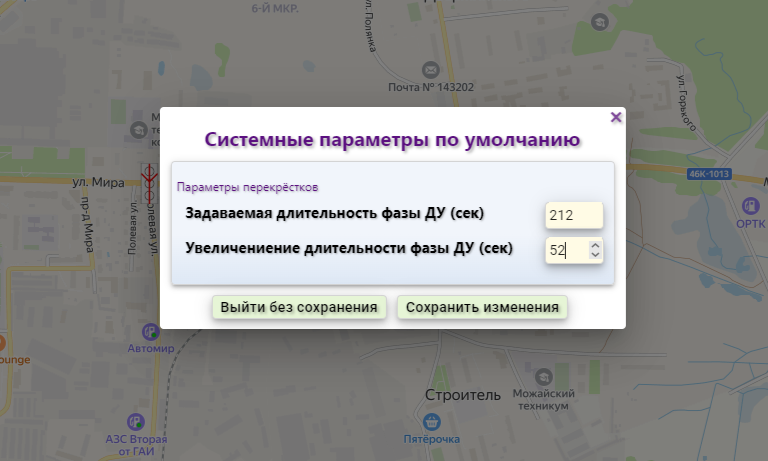 6-Й МКР.
ул. Полянка
Почта № 143202
ул. Горького
Системные параметры по умолчанию
Параметры перекрёстков
Задаваемая длительность фазы ДУ (сек)
212
Увеличениение длительности фазы ДУ (сек)
52
Выйти без сохранения
Сохранить изменения
ул. Мира
46К-1013
ОРТК
пр-д Мира
Полевая ул.
Автомир
ounge
Строитель
Можайский
техникум
АЗС Вторая
от ГАИ
Пятёрочка